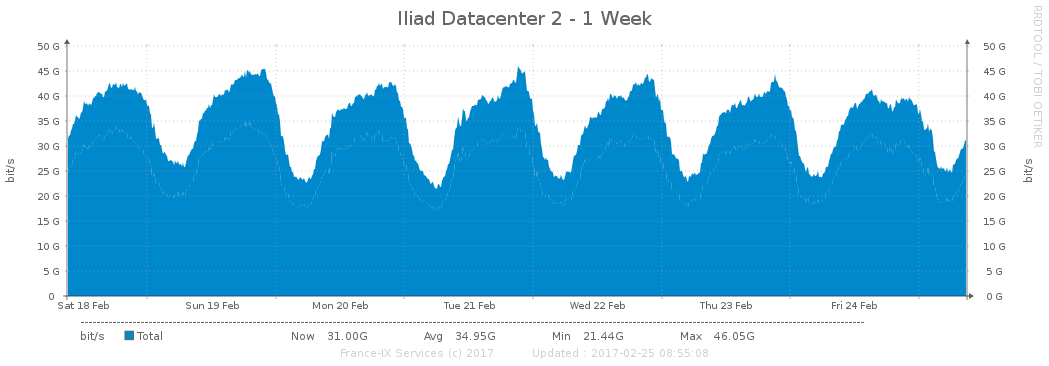 Iliad Datacenter 2 - 1 Week
RRDTOOL / TOBI OETIKER
50 G 50 G
45 G 45 G
40 G 40 G
35 G 35 G
30 G 30 G
25 G 25 G
20 G 20 G
15 G 15 G
10 G 10 G
5 G 5 G
0 0 G
bit/s
bit/s
Sat 18 Feb Sun 19 Feb Mon 20 Feb Tue 21 Feb Wed 22 Feb Thu 23 Feb Fri 24 Feb
bit/s Total Now 31.00G Avg 34.95G Min 21.44G Max 46.05G
France-IX Services (c) 2017 Updated : 2017-02-25 08:55:08